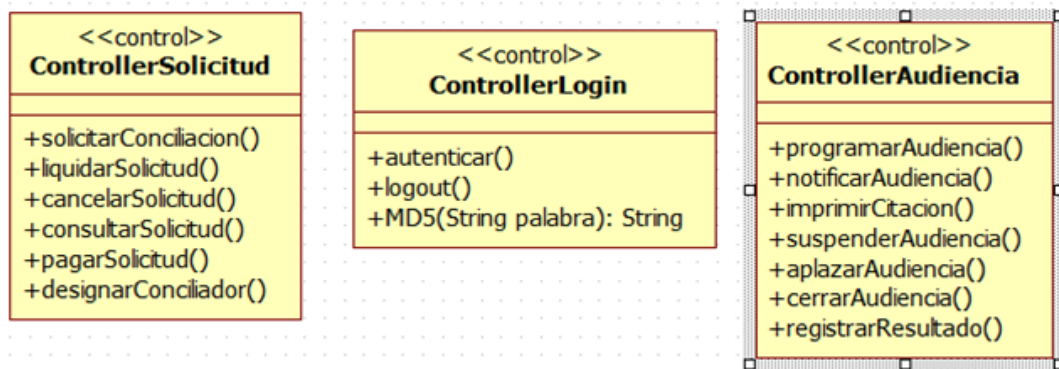 <<control>>
ControllerSolicitud
+solicitarConciliacion()
+liquidarSolicitud()
+cancelarSolicitud()
+consultarSolicitud()
+pagarSolicitud()
+designarConciliador()
<<control>>
ControllerLogin
+autenticar()
+logout()
+MD5(String palabra): String
<<control>>
ControllerAudiencia
+programarAudiencia()
+notificarAudiencia()
+imprimirCitacion()
+suspenderAudiencia()
+aplazarAudiencia()
+cerrarAudiencia()
+registrarResultado()